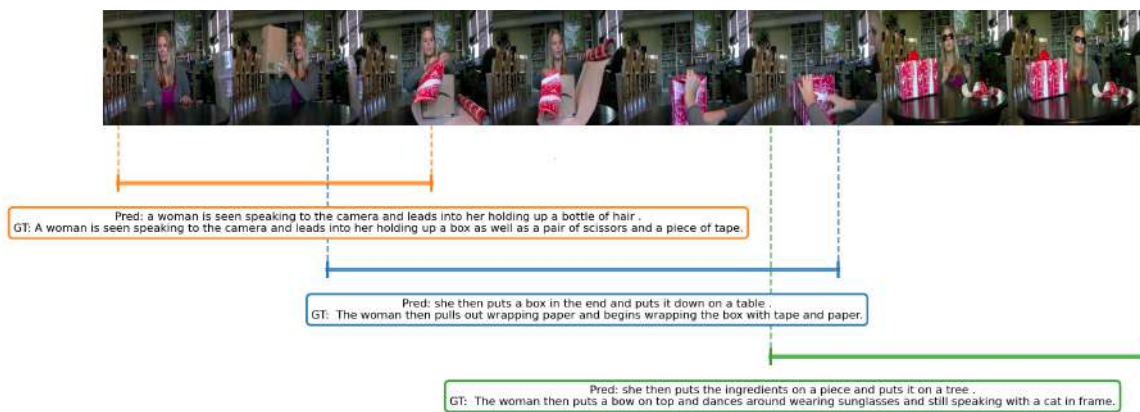 Pred: a woman is seen speaking to the camera and leads into her holding up a bottle of hair .
GT: A woman is seen speaking to the camera and leads into her holding up a box as well as a pair of scissors and a piece of tape.
Pred: she then puts a box in the end and puts it down on a table .
GT: The woman then pulls out wrapping paper and begins wrapping the box with tape and paper.
Pred: she then puts the ingredients on a piece and puts it on a tree .
GT: The woman then puts a bow on top and dances around wearing sunglasses and still speaking with a cat in frame.